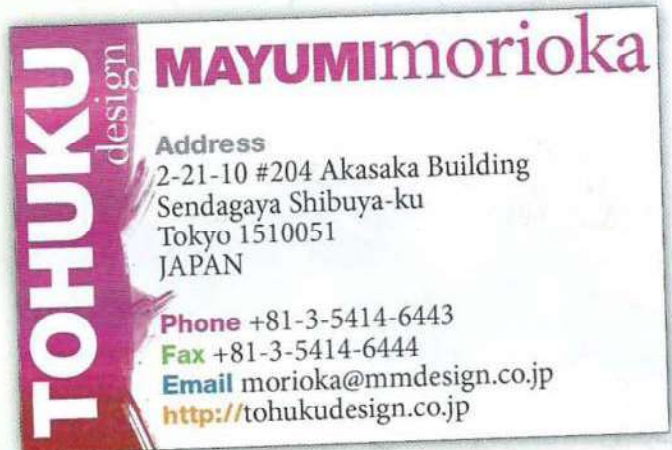 TOHUKU
design
MAYUMImorioka
Address
2-21-10 #204 Akasaka Building
Sendagaya Shibuya-ku
Tokyo 1510051
JAPAN
Phone +81-3-5414-6443
Fax +81-3-5414-6444
Email morioka@mmdesign.co.jp
http://tohukudesign.co.jp